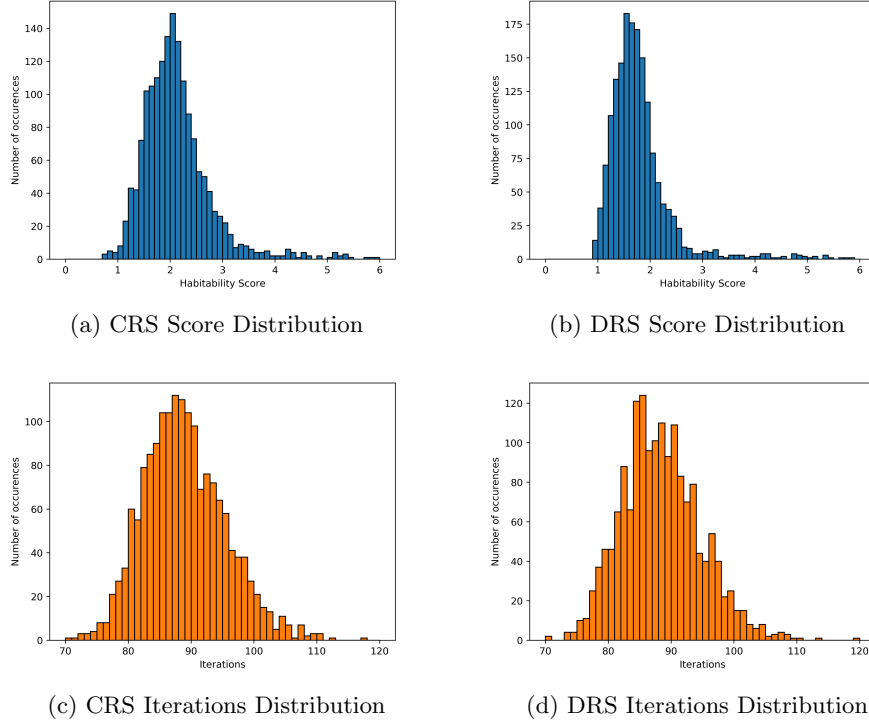 Number of occurences
0
20
40
60
80
100
120
140
0 1 2 3 4 5 6
Habitability Score
(a) CRS Score Distribution
Number of occurences
0
25
50
75
100
125
150
175
0 1 2 3 4 5 6
Habitability Score
(b) DRS Score Distribution
Number of occurences
0
20
40
60
80
100
70 80 90 100 110 120
Iterations
(c) CRS Iterations Distribution
Number of occurences
0
20
40
60
80
100
120
70 80 90 100 110 120
Iterations
(d) DRS Iterations Distribution